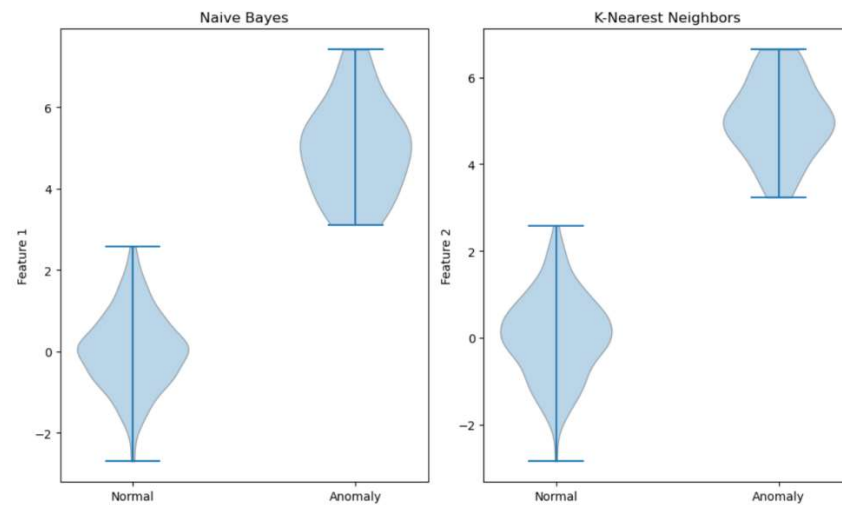 Naive Bayes
Feature 1
6
4
2
0
−2
Normal Anomaly
K-Nearest Neighbors
Feature 2
6
4
2
0
−2
Normal Anomaly